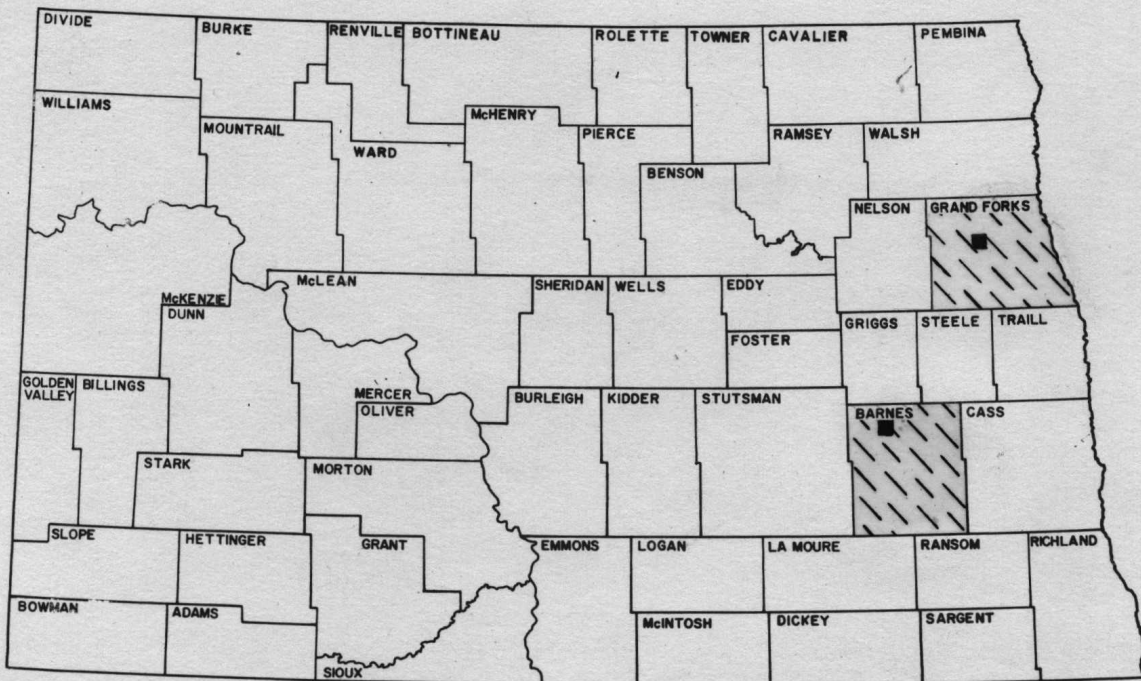 DIVIDE
BURKE
RENVILLE
BOTTINEAU
ROLETTE
TOWNER
CAVALIER
PEMBINA
WILLIAMS
MOUNTRAIL
WARD
McHENRY
PIERCE
BENSON
RAMSEY
WALSH
NELSON
GRAND FORKS
McKENZIE
DUNN
McLEAN
SHERIDAN
WELLS
EDDY
FOSTER
GRIGGS
STEELE
TRAILL
GOLDEN
VALLEY
BILLINGS
MERCER
OLIVER
BURLEIGH
KIDDER
STUTSMAN
BARNES
CASS
STARK
MORTON
SLOPE
HETTINGER
GRANT
EMMONS
LOGAN
LA MOURE
RANSOM
RICHLAND
BOWMAN
ADAMS
SIOUX
McINTOSH
DICKEY
SARGENT